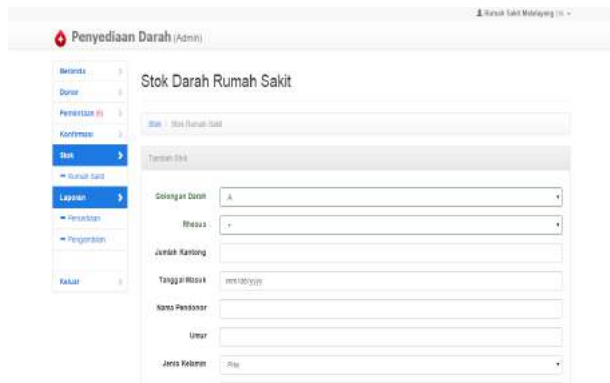 Rumah Sakit
Penyediaan Darah (Admin)
Beranda
Donor
Permintaan
Konfirmasi
Stok
Rumah Sakit
Laporan
Persediaan
Pengambilan
Keluar
Stok Darah Rumah Sakit
Stok / Stok Rumah Sakit
Tambah Stok
Golongan Darah A
Rhesus
Jumlah Kantong
Tanggal Masuk mm/dd/yyyy
Nama Pendonor
Umur
Jenis Kelamin Pria